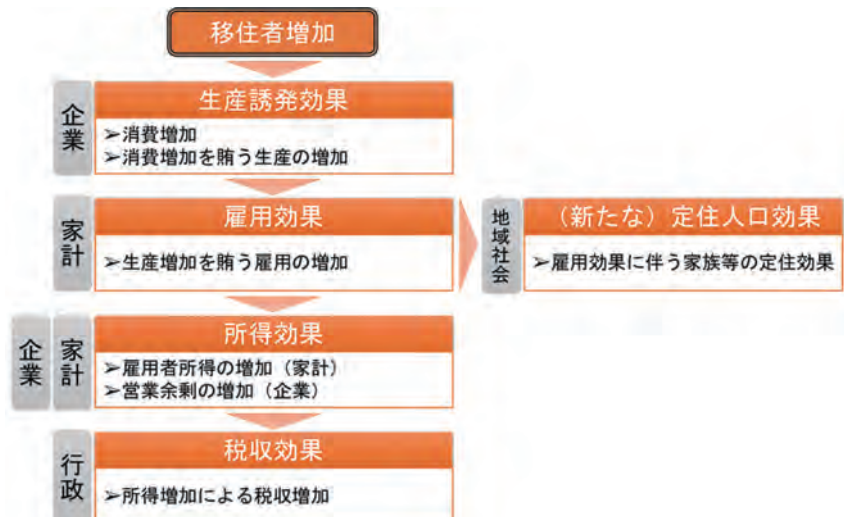 移住者増加
企業
生産誘発効果
➢消費増加
➢消費増加を賄う生産の増加
家計
雇用効果
➢生産増加を賄う雇用の増加
地域社会
（新たな）定住人口効果
➢雇用効果に伴う家族等の定住効果
企業
家計
所得効果
➢雇用者所得の増加（家計）
➢営業余剰の増加（企業）
行政
税収効果
➢所得増加による税収増加